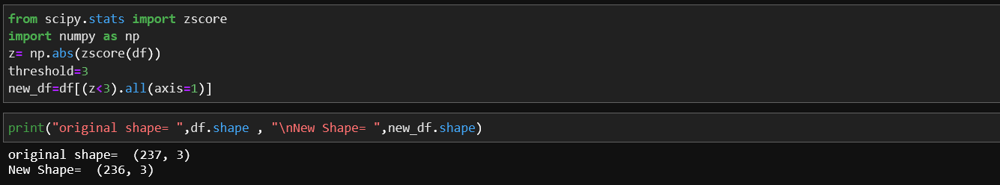 from scipy.stats import zscore
import numpy as np
z= np.abs(zscore(df))
threshold=3
new_df=df[(z<3).all(axis=1)]
print("original shape= ",df.shape , "\nNew Shape= ",new_df.shape)
original shape=  (237, 3)
New Shape=  (236, 3)